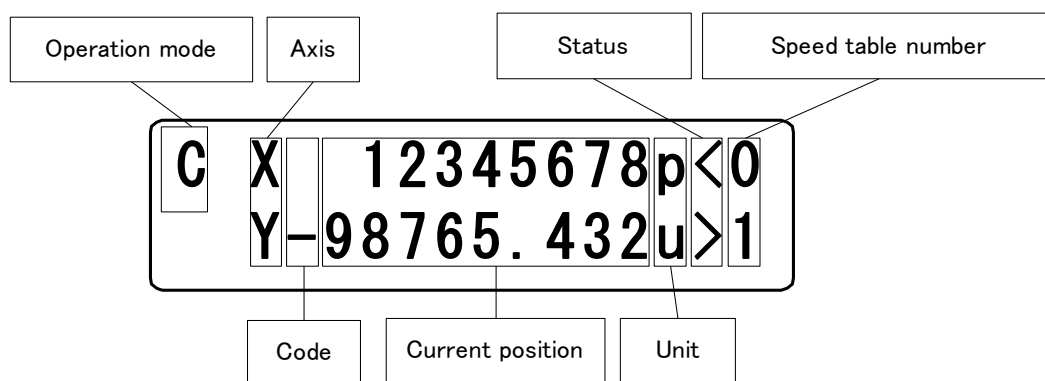 Operation mode
Axis
Status
Speed table number
C X 12345678p<0
Y-98765.432u>1
Code
Current position
Unit